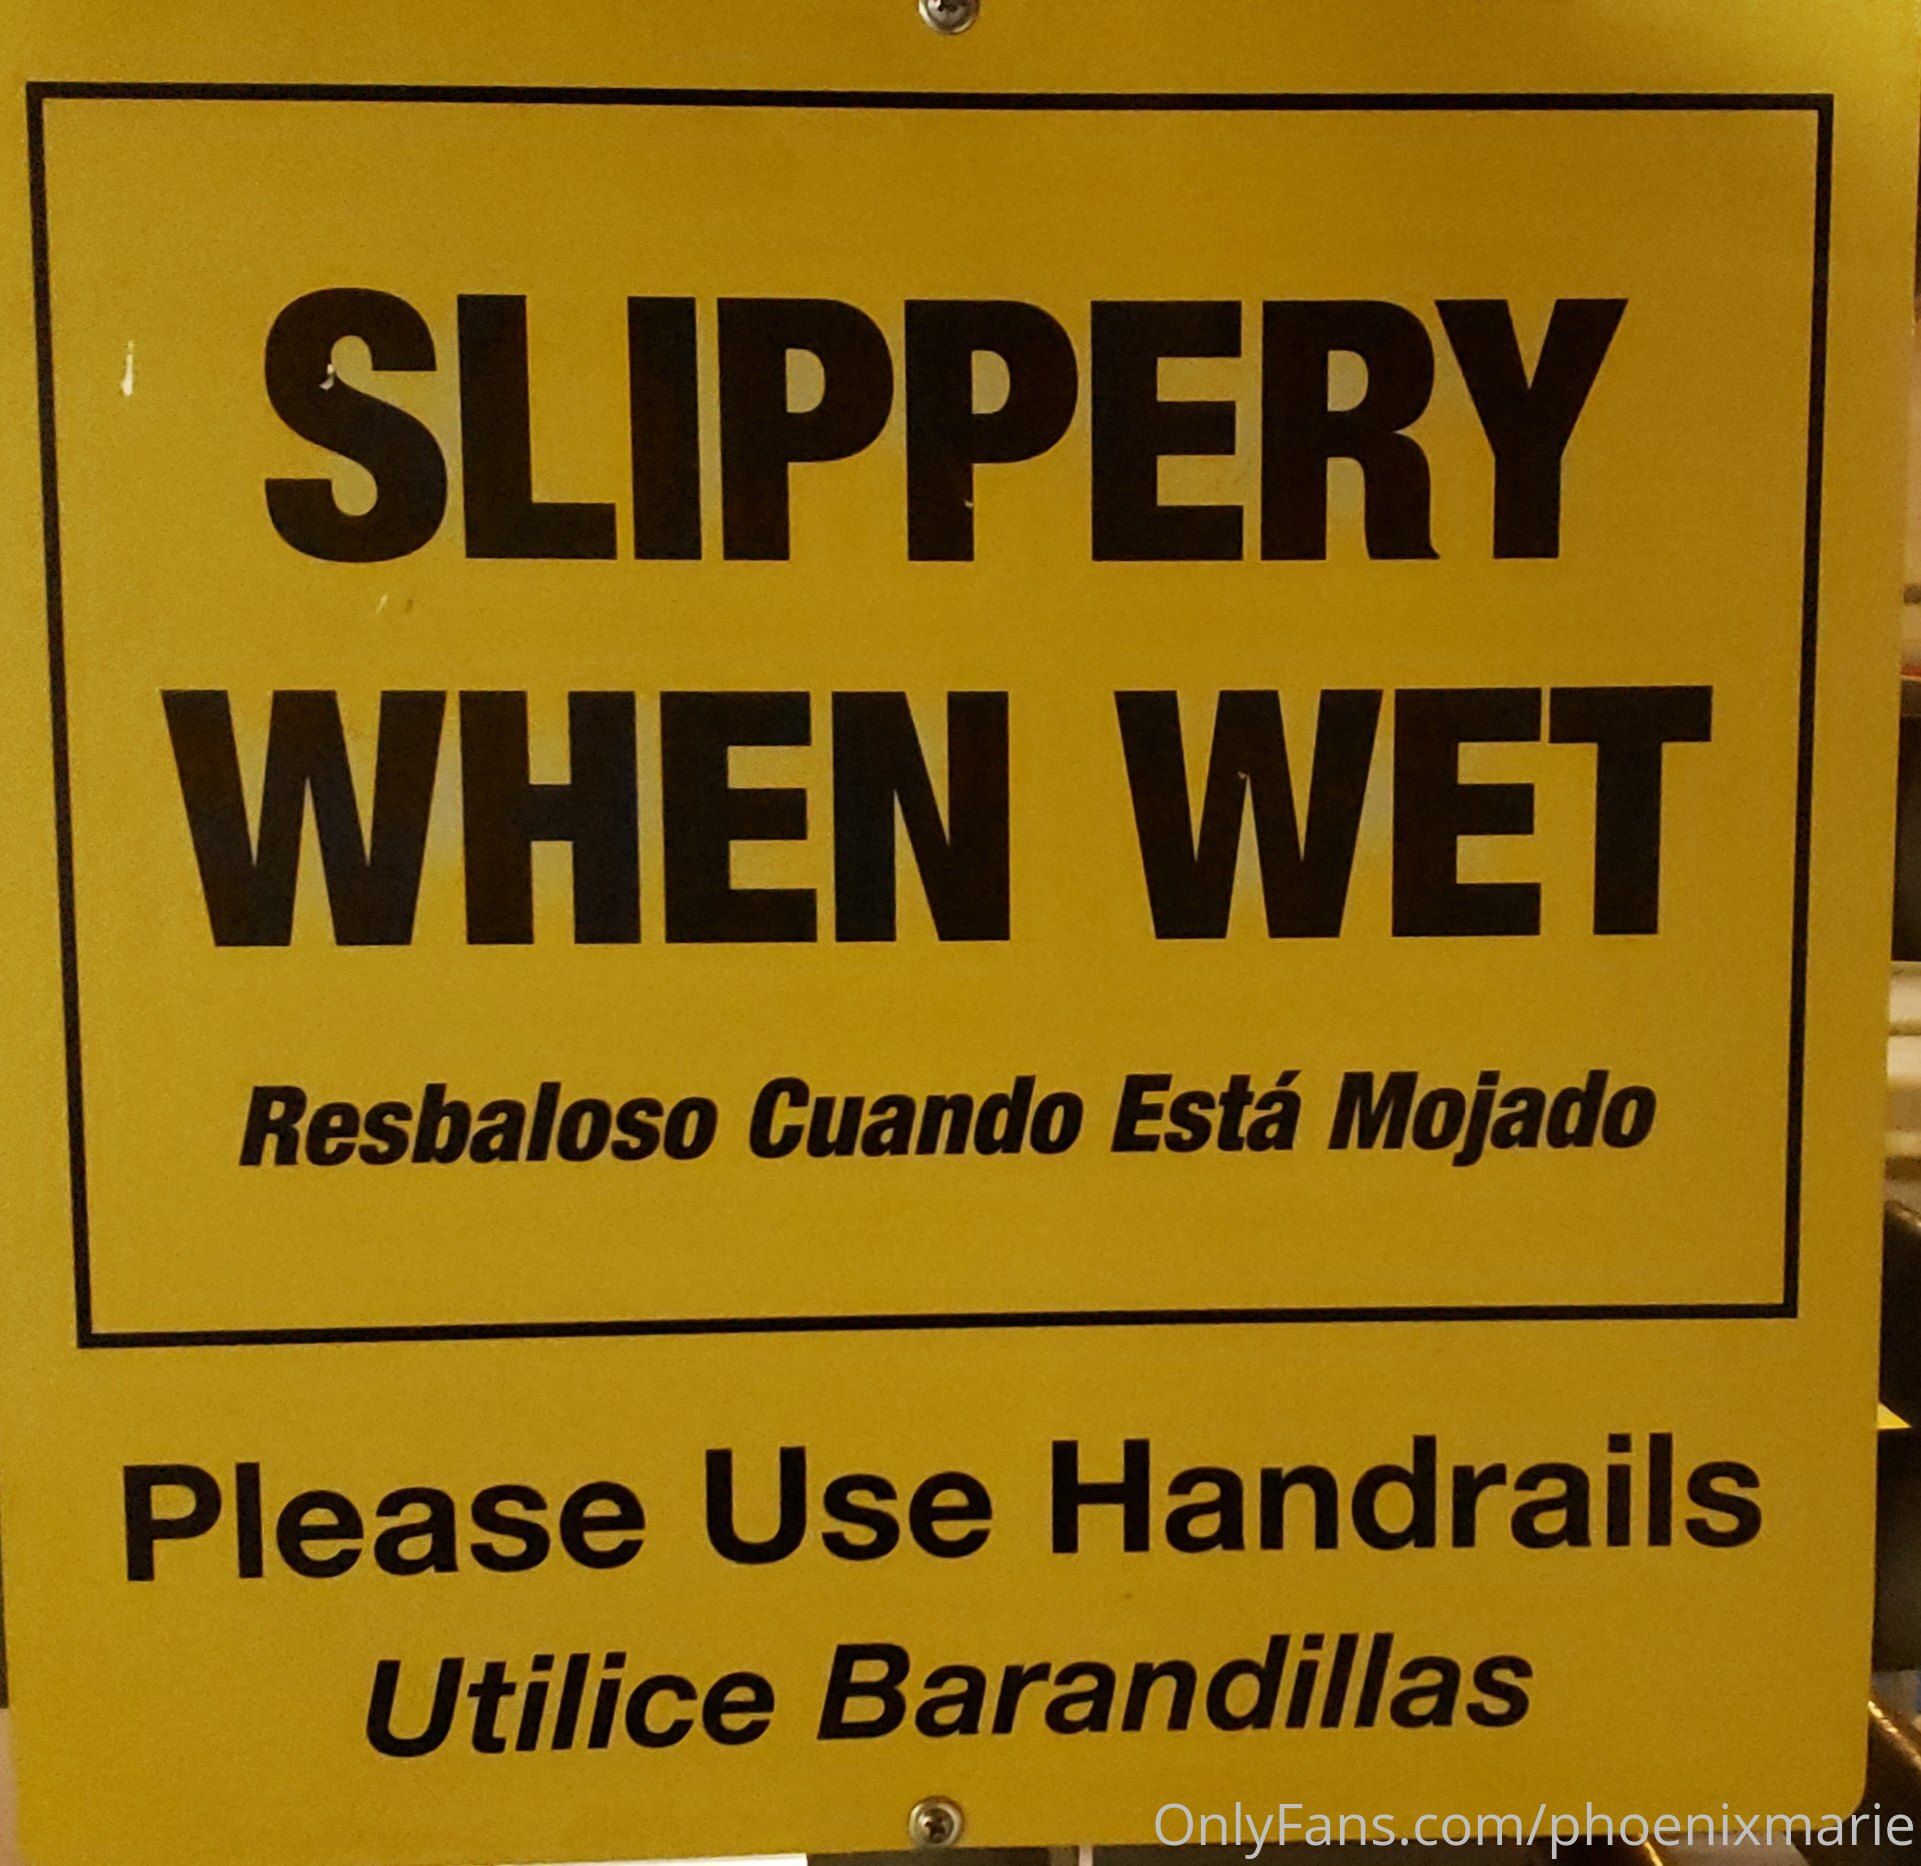 SLIPPERY
WHEN WET
Resbaloso Cuando Está Mojado
Please Use Handrails
Utilice Barandillas
OnlyFans.com/phoenixmarie